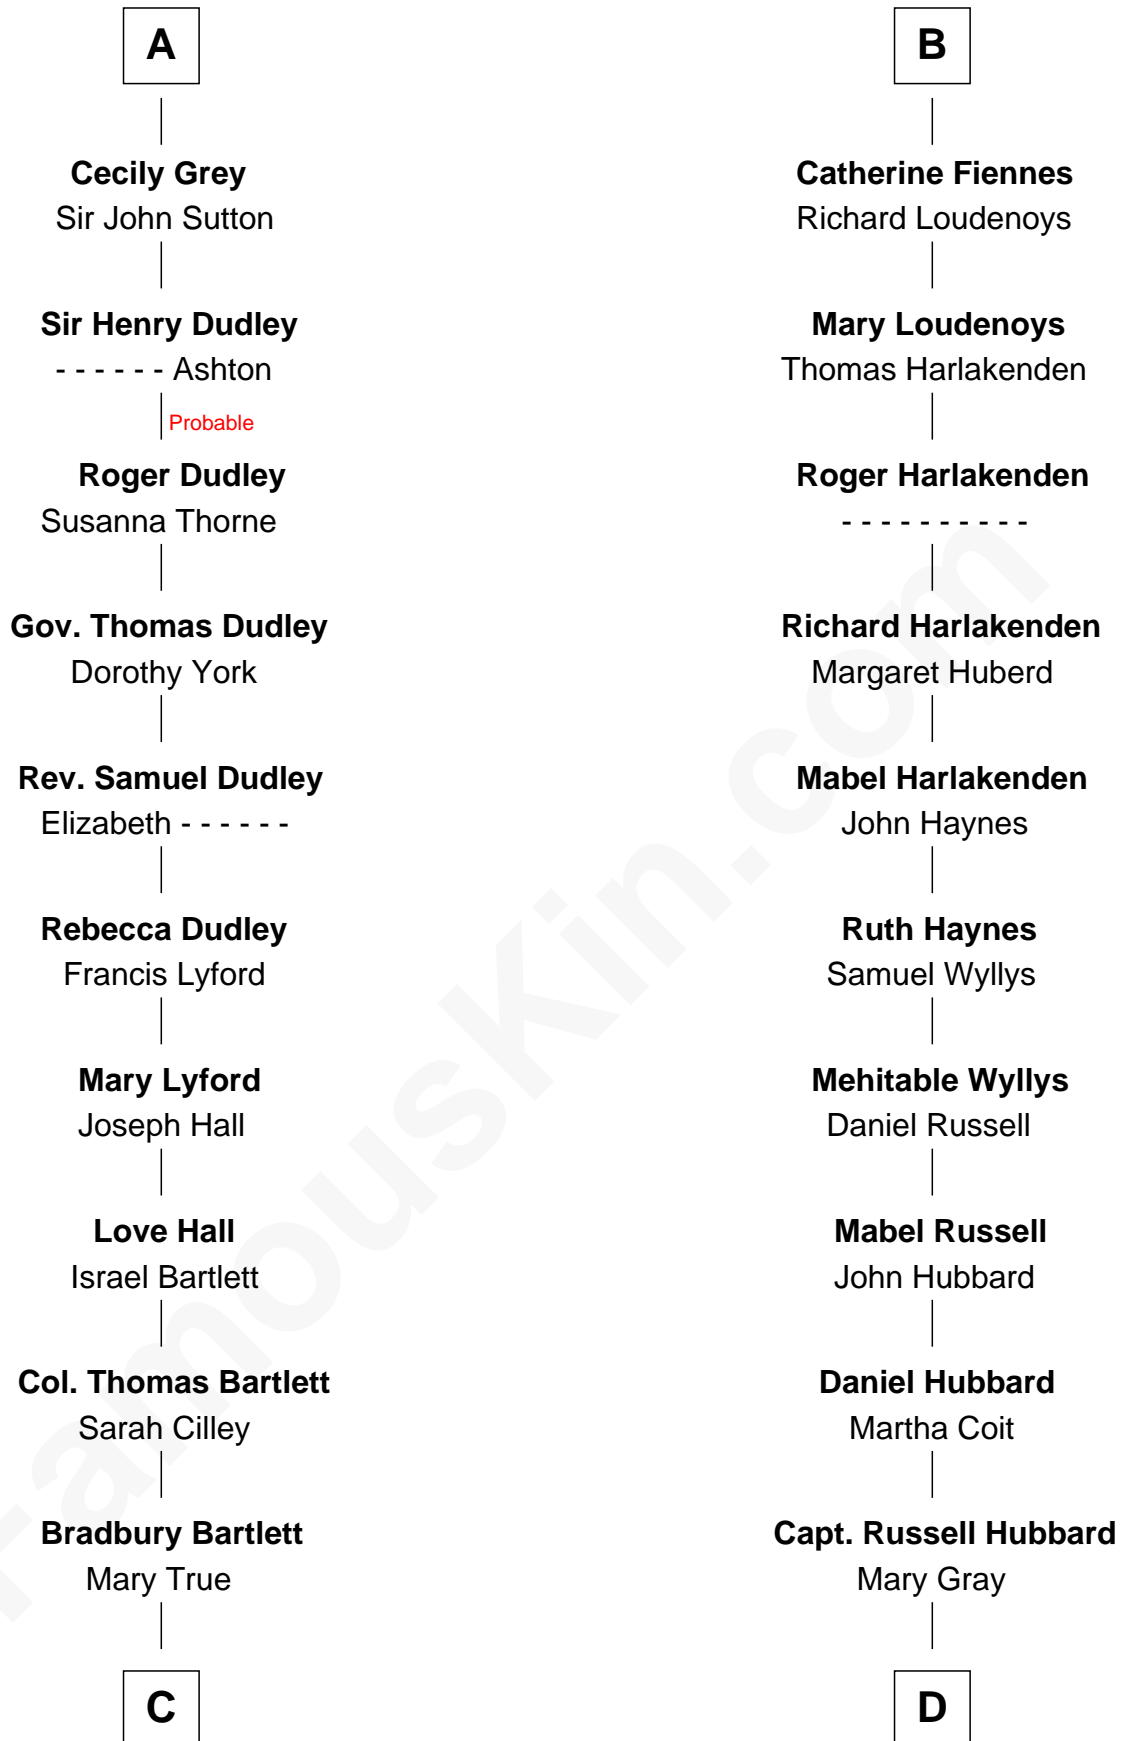 A
Cecily Grey
Sir John Sutton
Sir Henry Dudley
- - - - - - Ashton
Probable
Roger Dudley
Susanna Thorne
Gov. Thomas Dudley
Dorothy York
Rev. Samuel Dudley
Elizabeth - - - - - -
Rebecca Dudley
Francis Lyford
Mary Lyford
Joseph Hall
Love Hall
Israel Bartlett
Col. Thomas Bartlett
Sarah Cilley
Bradbury Bartlett
Mary True
C
B
Catherine Fiennes
Richard Loudenoys
Mary Loudenoys
Thomas Harlakenden
Roger Harlakenden
- - - - - - - - - -
Richard Harlakenden
Margaret Huberd
Mabel Harlakenden
John Haynes
Ruth Haynes
Samuel Wyllys
Mehitable Wyllys
Daniel Russell
Mabel Russell
John Hubbard
Daniel Hubbard
Martha Coit
Capt. Russell Hubbard
Mary Gray
D
FamousKin.com